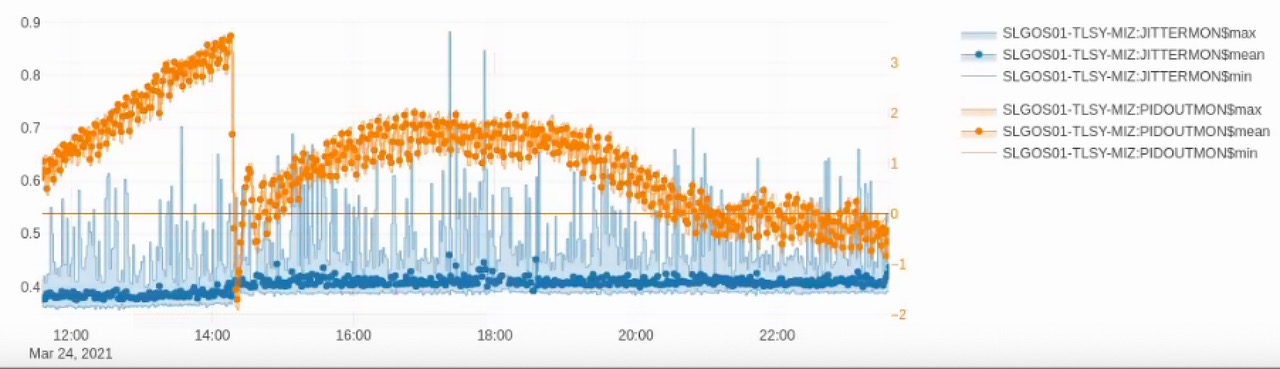 0.9
0.8
0.7
0.6
0.5
0.4
3
2
1
0
−1
−2
12:00
14:00
16:00
18:00
20:00
22:00
Mar 24, 2021
SLGOS01-TLSY-MIZ:JITTERMON$max
SLGOS01-TLSY-MIZ:JITTERMON$mean
SLGOS01-TLSY-MIZ:JITTERMON$min
SLGOS01-TLSY-MIZ:PIDOUTMON$max
SLGOS01-TLSY-MIZ:PIDOUTMON$mean
SLGOS01-TLSY-MIZ:PIDOUTMON$min